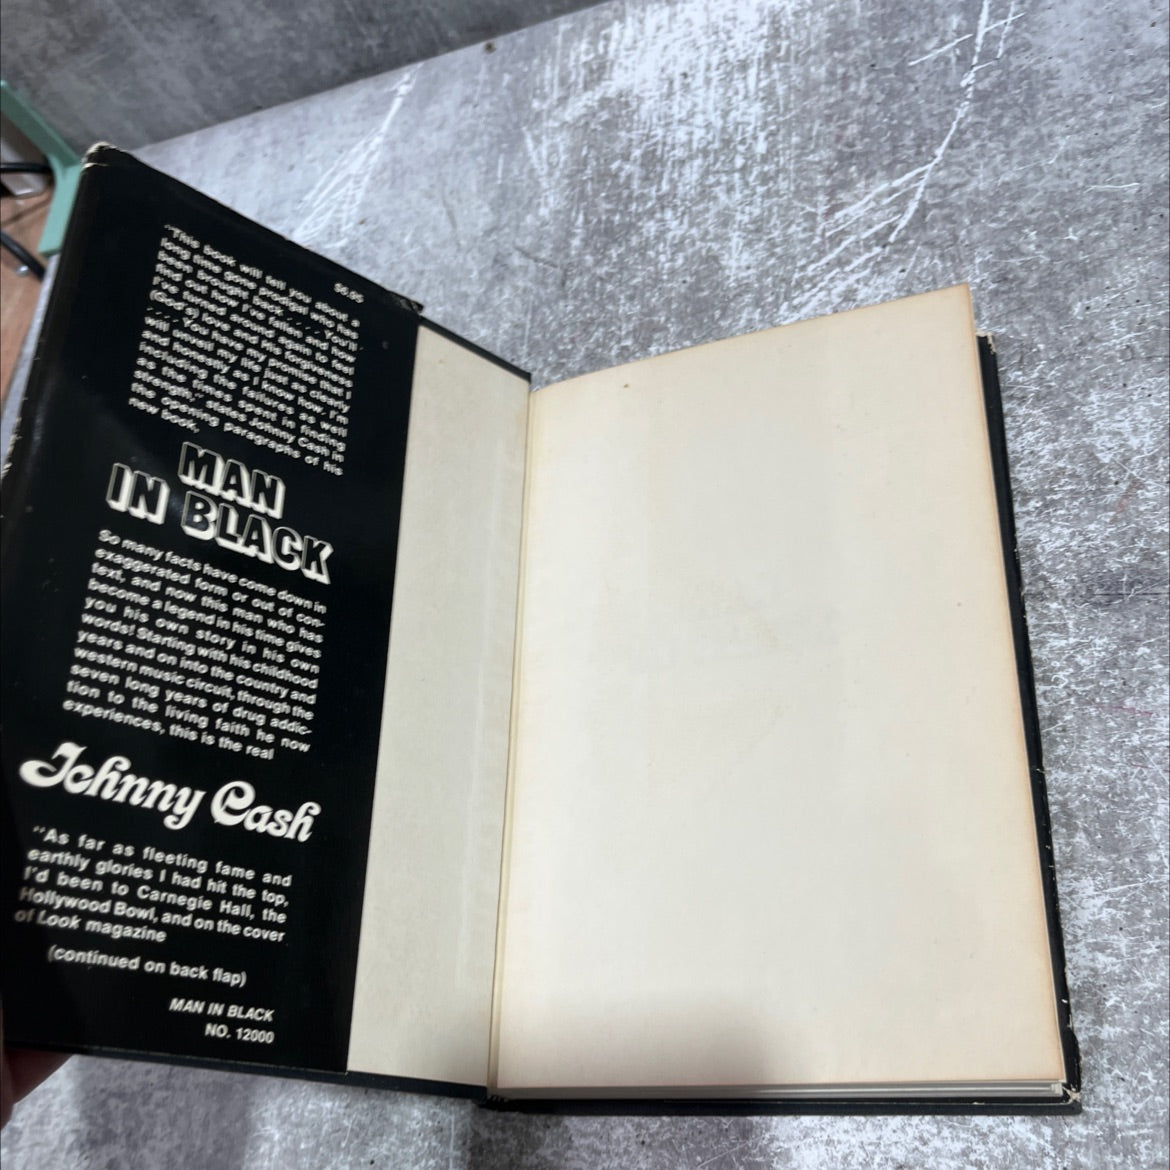 $6.95
"This book will tell you about a
long time gone prodigal who has
been brought back. . . . . You'll
find out how I've fallen and how
I've turned around again to feel
(God's) love and his forgiveness
. . . . You have my promise that I
will unveil my life just as clearly
and honestly as I know how. I'm
including the failures as well
as the times spent in finding
strength," states Johnny Cash in
the opening paragraphs of his
new book,
MAN
IN BLACK
So many facts have come down in
exaggerated form or out of con-
text, and now this man who has
become a legend in his time gives
you his own story in his own
words! Starting with his childhood
years and on into the country and
western music circuit, through the
seven long years of drug addic-
tion to the living faith he now
experiences, this is the real
Johnny Cash
"As far as fleeting fame and
earthly glories I had hit the top.
I'd been to Carnegie Hall, the
Hollywood Bowl, and on the cover
of Look magazine
(continued on back flap)
MAN IN BLACK
NO. 12000